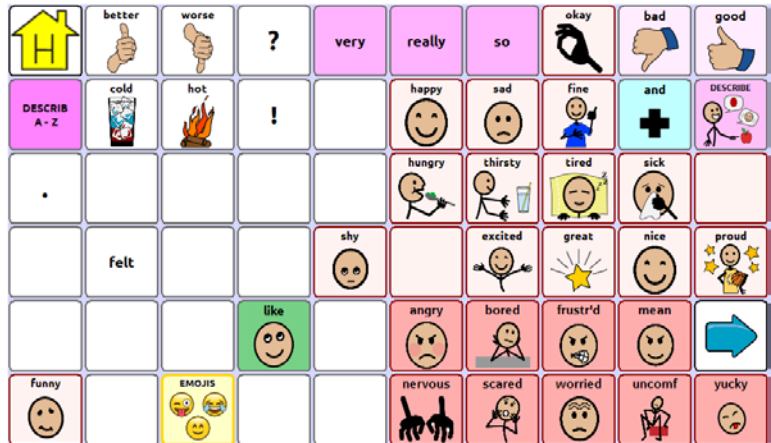 H
better
worse
?
very
really
so
okay
bad
good
DESCRIB
A - Z
cold
hot
!
happy
sad
fine
and
DESCRIBE
.
hungry
thirsty
tired
sick
felt
shy
excited
great
nice
proud
like
angry
bored
frustr'd
mean
funny
EMOJIS
nervous
scared
worried
uncomf
yucky